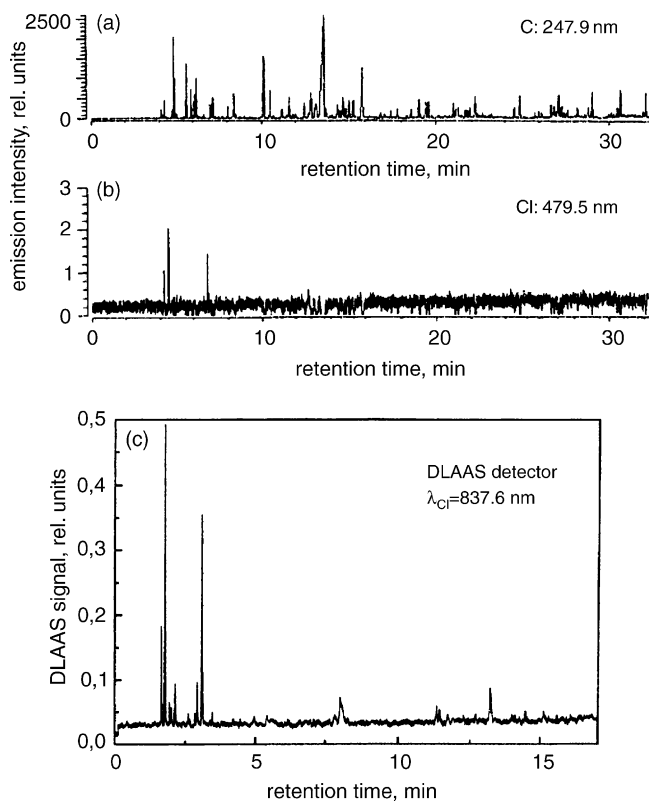 (a)
C: 247.9 nm
2500
0
0 10 20 30
retention time, min
emission intensity, rel. units
(b)
Cl: 479.5 nm
3
2
1
0
0 10 20 30
retention time, min
(c)
DLAAS detector
λCl=837.6 nm
0,5
0,4
0,3
0,2
0,1
0,0
DLAAS signal, rel. units
0 5 10 15
retention time, min